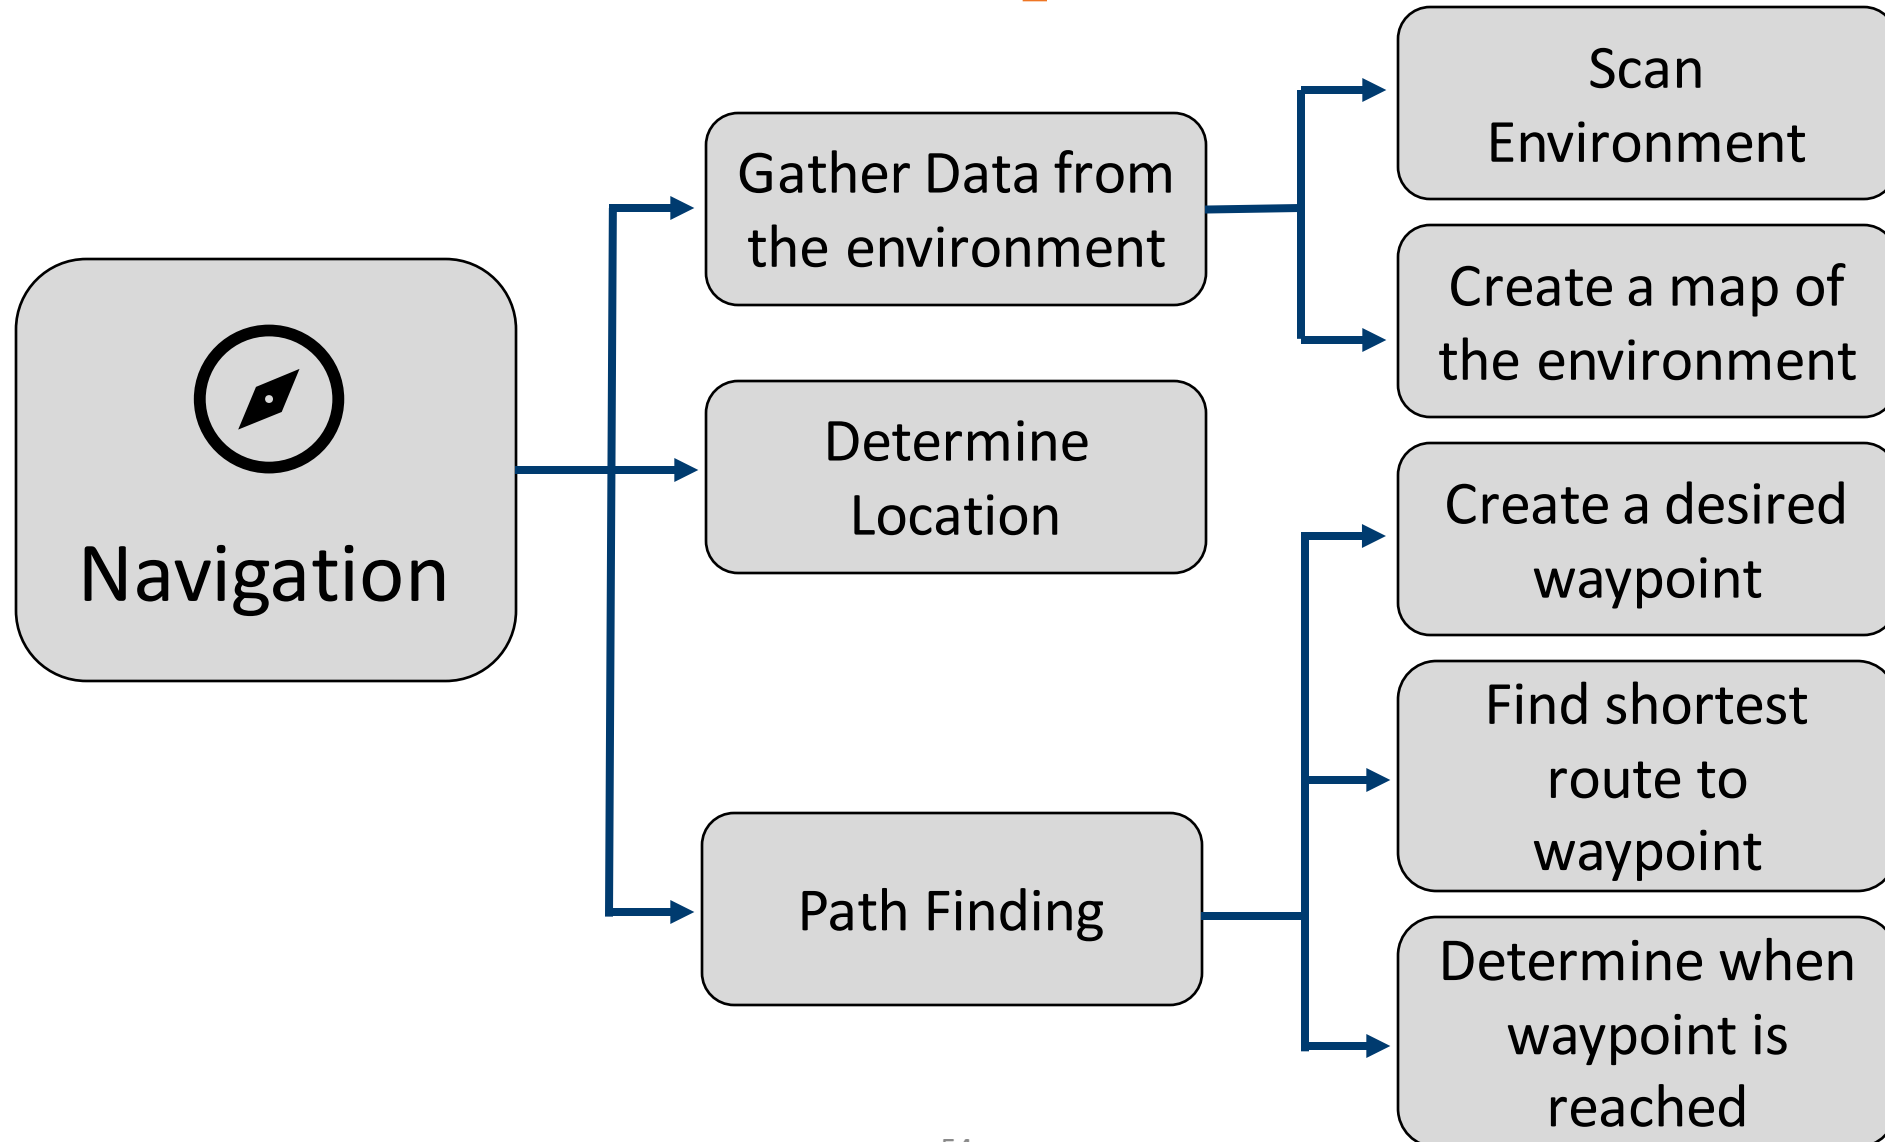 Navigation
Gather Data from
the environment
Determine
Location
Path Finding
Scan
Environment
Create a map of
the environment
Create a desired
waypoint
Find shortest
route to
waypoint
Determine when
waypoint is
reached